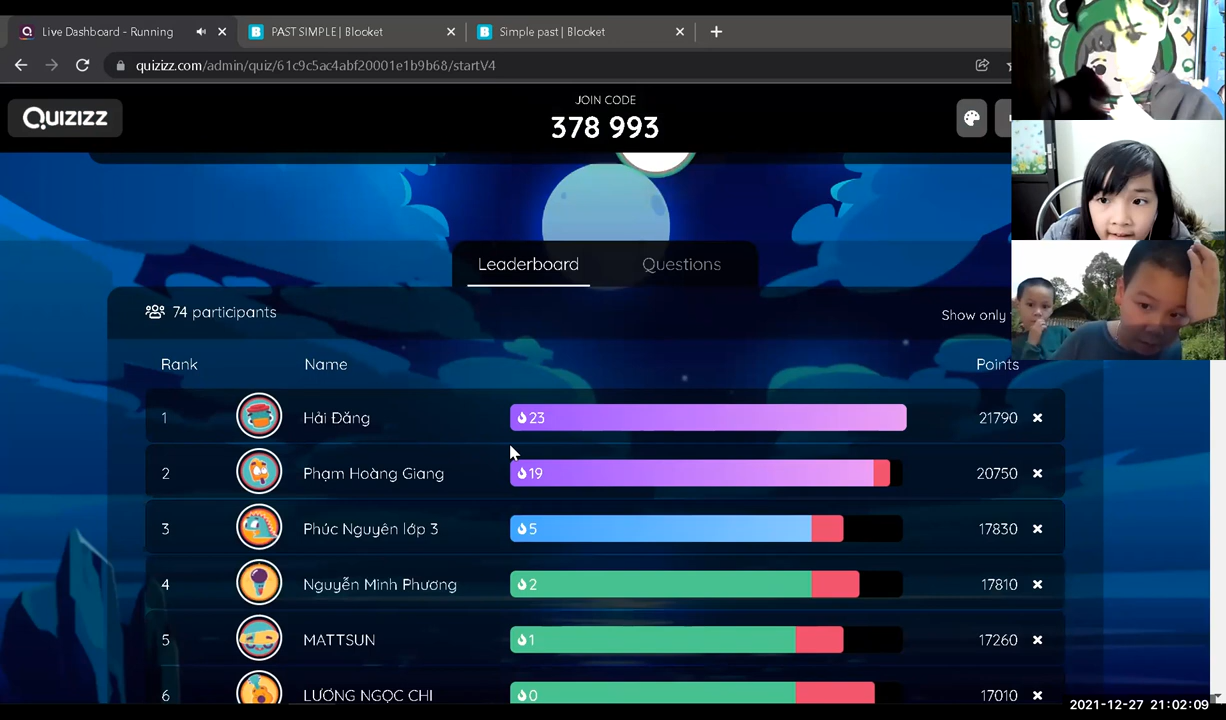 Live Dashboard - Running
PAST SIMPLE | Blooket
Simple past | Blooket
quizizz.com/admin/quiz/61c9c5ac4abf20001e1b9b68/startV4
QUIZIZZ
JOIN CODE
378 993
Leaderboard
Questions
74 participants
Show only
Rank Name Points
1 Hải Đăng 23 21790
2 Phạm Hoàng Giang 19 20750
3 Phúc Nguyên lớp 3 5 17830
4 Nguyễn Minh Phương 2 17810
5 MATTSUN 1 17260
6 LƯƠNG NGỌC CHI 0 17010
2021-12-27 21:02:09